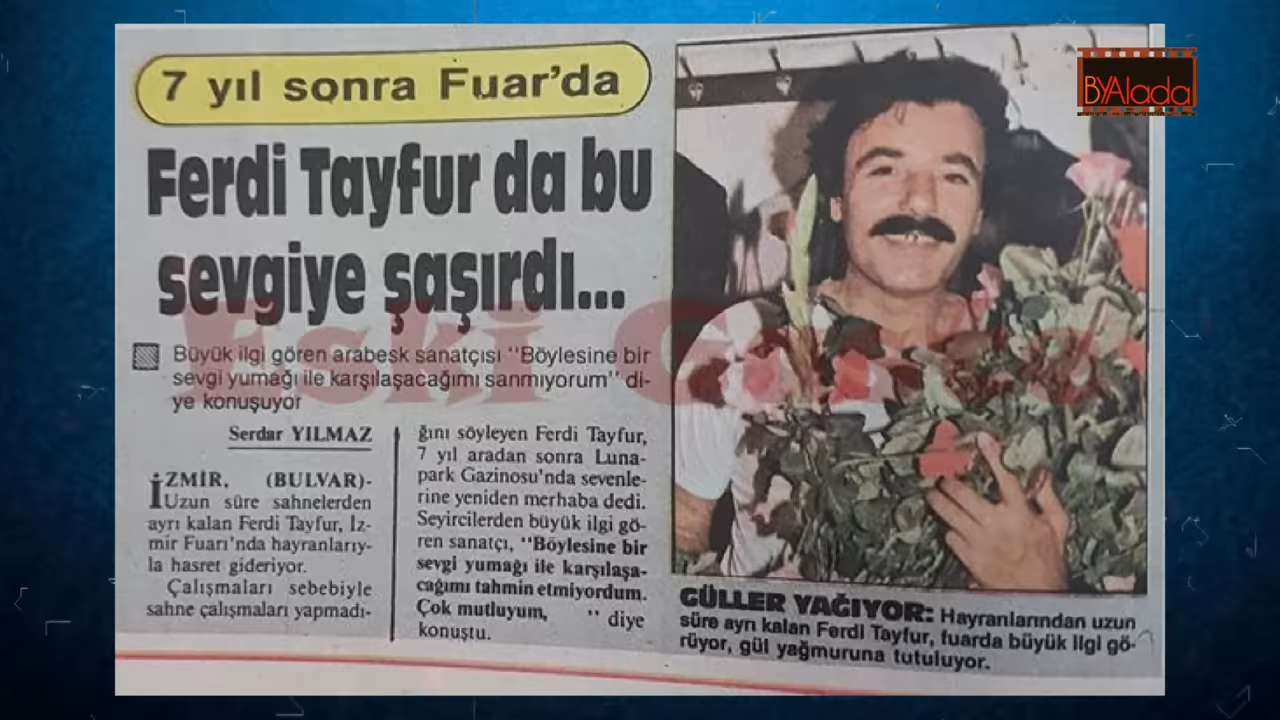 7 yıl sonra Fuar'da
Ferdi Tayfur da bu
sevgiye şaşırdı...
Büyük ilgi gören arabesk sanatçısı "Böylesine bir
sevgi yumağı ile karşılaşacağımı sanmıyorum" di-
ye konuşuyor
Serdar YILMAZ
İZMİR, (BULVAR)-
Uzun süre sahnelerden
ayrı kalan Ferdi Tayfur, İz-
mir Fuarı'nda hayranlarıy-
la hasret gideriyor.
Çalışmaları sebebiyle
sahne çalışmaları yapmadı-
ğını söyleyen Ferdi Tayfur,
7 yıl aradan sonra Luna-
park Gazinosu'nda sevenle-
rine yeniden merhaba dedi.
Seyircilerden büyük ilgi gö-
ren sanatçı, "Böylesine bir
sevgi yumağı ile karşılaşa-
cağımı tahmin etmiyordum.
Çok mutluyum, " diye
konuştu.
GÜLLER YAĞIYOR: Hayranlarından uzun
süre ayrı kalan Ferdi Tayfur, fuarda büyük ilgi gö-
rüyor, gül yağmuruna tutuluyor.
BYAlada
Eski